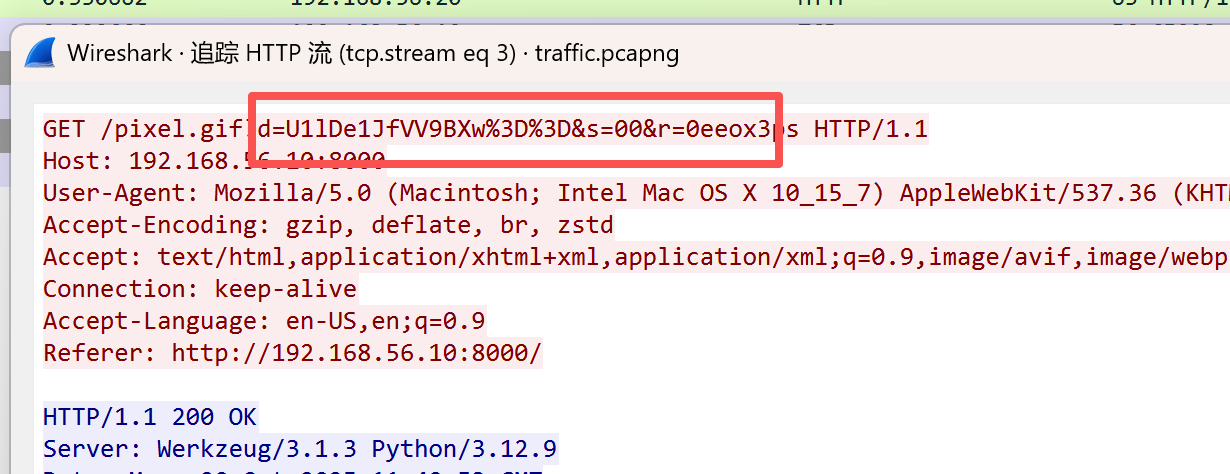 Wireshark · 追踪 HTTP 流 (tcp.stream eq 3) · traffic.pcapng
GET /pixel.gif?d=U1lDe1JfVV9BXw%3D%3D&s=00&r=0eeox3ps HTTP/1.1
Host: 192.168.56.10:8000
User-Agent: Mozilla/5.0 (Macintosh; Intel Mac OS X 10_15_7) AppleWebKit/537.36 (KHTM
Accept-Encoding: gzip, deflate, br, zstd
Accept: text/html,application/xhtml+xml,application/xml;q=0.9,image/avif,image/webp
Connection: keep-alive
Accept-Language: en-US,en;q=0.9
Referer: http://192.168.56.10:8000/
HTTP/1.1 200 OK
Server: Werkzeug/3.1.3 Python/3.12.9